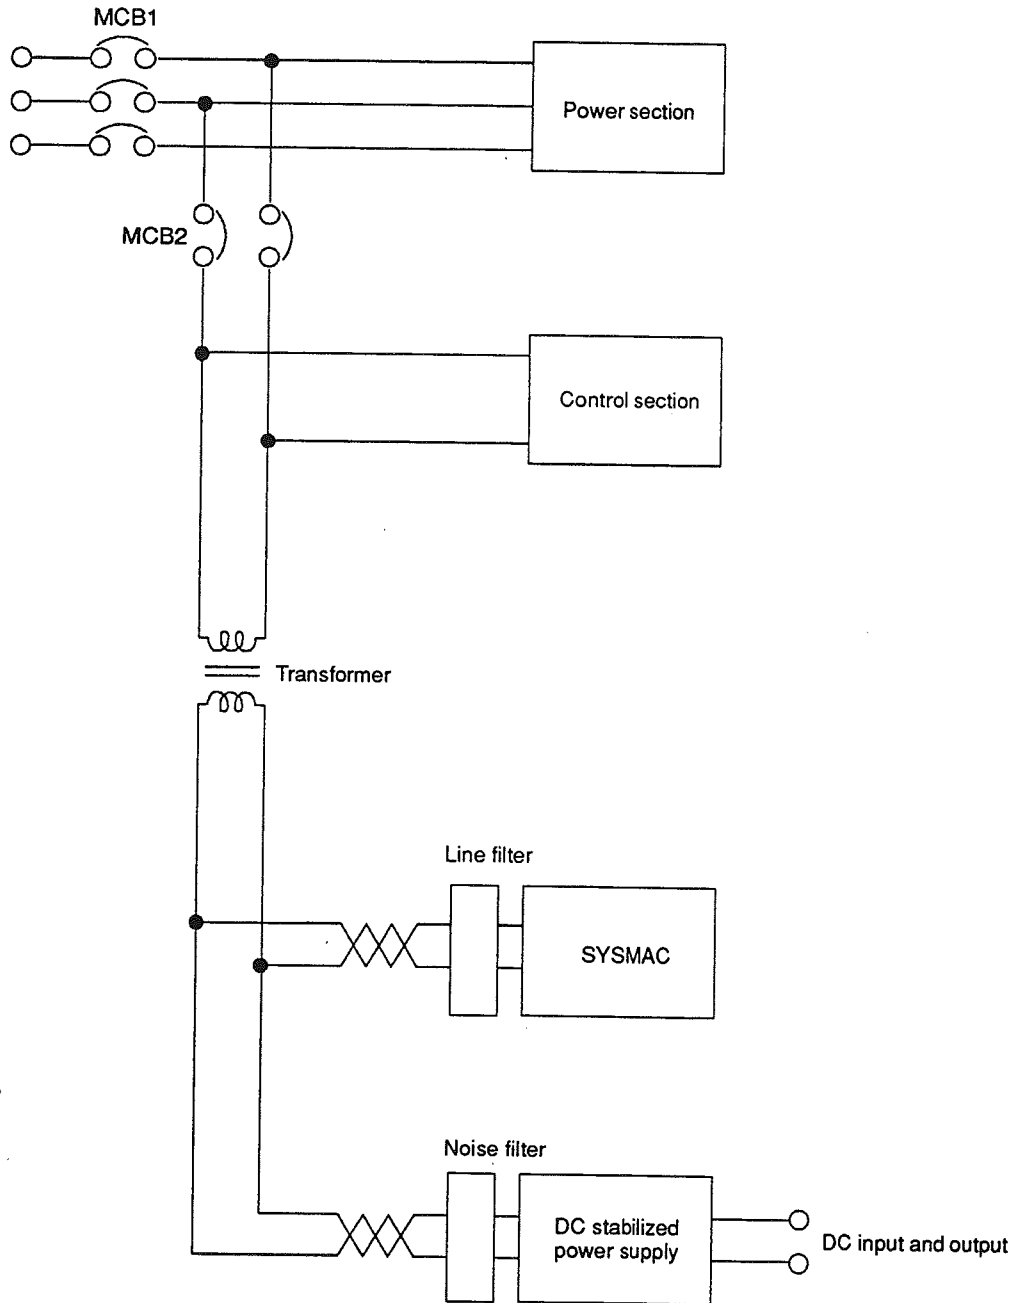 MCB1
Power section
MCB2
Control section
Transformer
Line filter
SYSMAC
Noise filter
DC stabilized
power supply
DC input and output